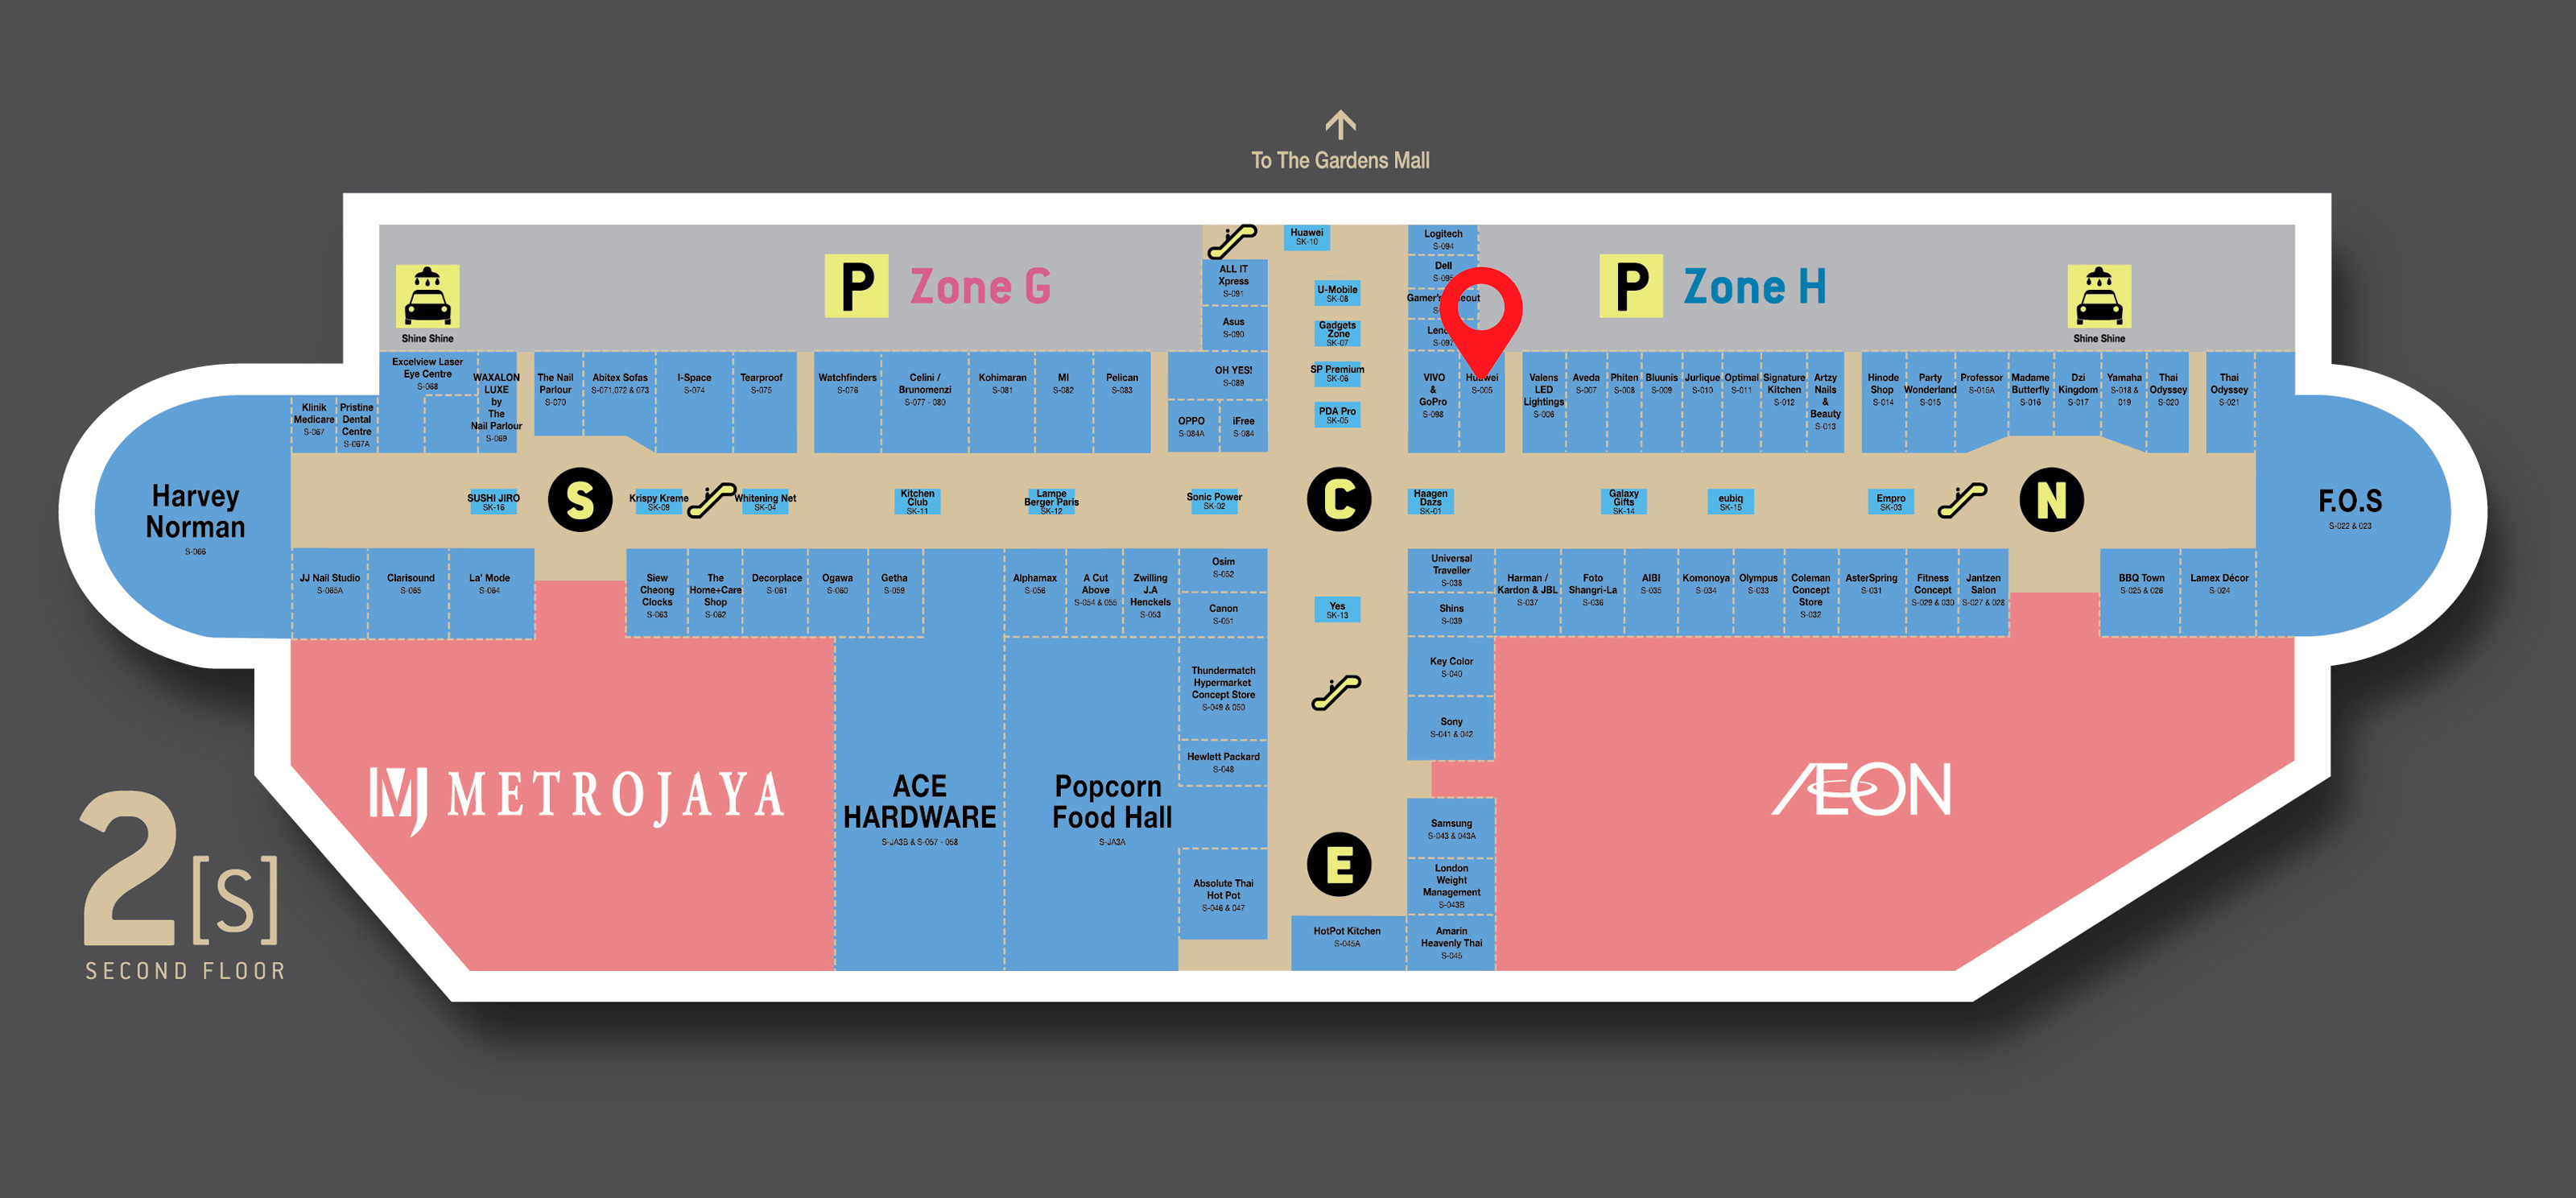 To The Gardens Mall
Huawei
SK-10
Logitech
S-094
ALL IT
Xpress
S-091
Dell
P
Zone G
P
Zone H
U-Mobile
SK-08
Asus
S-090
Gadgets
Zone
SK-07
S-097
Shine Shine
Shine Shine
Excelview Laser
Eye Centre
S-068
WAXALON
LUXE
by
The
Nail Parlour
S-069
The Nail
Parlour
S-070
Abitex Sofas
S-071,072 & 073
I-Space
S-074
Tearproof
S-075
Watchfinders
S-076
Celini /
Brunomenzi
S-077 - 080
Kohimaran
S-081
MI
S-082
Pelican
S-083
OH YES!
S-089
SP Premium
SK-06
VIVO
&
GoPro
S-098
S-005
Valens
LED
Lightings
S-006
Aveda
S-007
Phiten
S-008
Bluunis
S-009
Jurlique
S-010
Optimal
S-011
Signature
Kitchen
S-012
Artzy
Nails
&
Beauty
S-013
Hinode
Shop
S-014
Party
Wonderland
S-015
Professor
S-015A
Madame
Butterfly
S-016
Dzi
Kingdom
S-017
Yamaha
S-018 &
019
Thai
Odyssey
S-020
Thai
Odyssey
S-021
Klinik
Medicare
S-067
Pristine
Dental
Centre
S-067A
OPPO
S-084A
iFree
S-084
PDA Pro
SK-05
Harvey
Norman
S-066
SUSHI JIRO
SK-16
S
Krispy Kreme
SK-09
Whitening Net
SK-04
Kitchen
Club
SK-11
Lampe
Berger Paris
SK-12
Sonic Power
SK-02
C
Haagen
Dazs
SK-01
Galaxy
Gifts
SK-14
eubiq
SK-15
Empro
SK-03
N
F.O.S
S-022 & 023
JJ Nail Studio
S-065A
Clarisound
S-065
La' Mode
S-064
Siew
Cheong
Clocks
S-063
The
Home+Care
Shop
S-062
Decorplace
S-061
Ogawa
S-060
Getha
S-059
Alphamax
S-056
A Cut
Above
S-054 & 055
Zwilling
J.A
Henckels
S-053
Osim
S-052
Canon
S-051
Yes
SK-13
Universal
Traveller
S-038
Shins
S-039
Harman /
Kardon & JBL
S-037
Foto
Shangri-La
S-036
AIBI
S-035
Komonoya
S-034
Olympus
S-033
Coleman
Concept
Store
S-032
AsterSpring
S-031
Fitness
Concept
S-029 & 030
Jantzen
Salon
S-027 & 028
BBQ Town
S-025 & 026
Lamex Décor
S-024
Thundermatch
Hypermarket
Concept Store
S-049 & 050
Key Color
S-040
Sony
S-041 & 042
Hewlett Packard
S-048
MJ METROJAYA
ACE
HARDWARE
S-JA3B & S-057 - 058
Popcorn
Food Hall
S-JA3A
AEON
Samsung
S-043 & 043A
E
London
Weight
Management
S-043B
Absolute Thai
Hot Pot
S-046 & 047
HotPot Kitchen
S-045A
Amarin
Heavenly Thai
S-045
2[S]
SECOND FLOOR